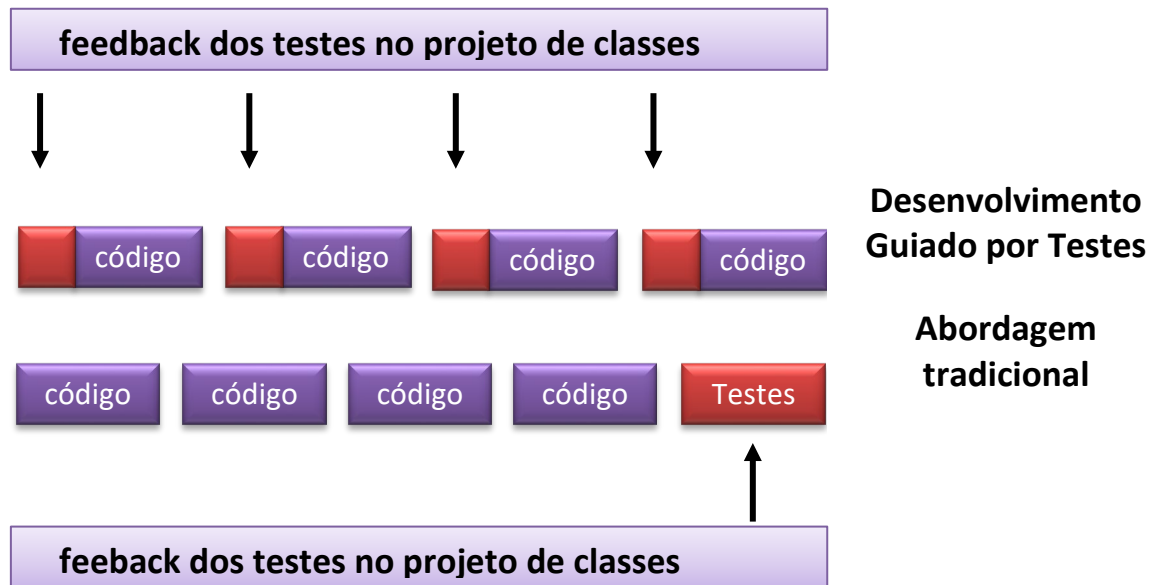 feedback dos testes no projeto de classes
código código código código
Desenvolvimento
Guiado por Testes
código código código código Testes
Abordagem
tradicional
feeback dos testes no projeto de classes